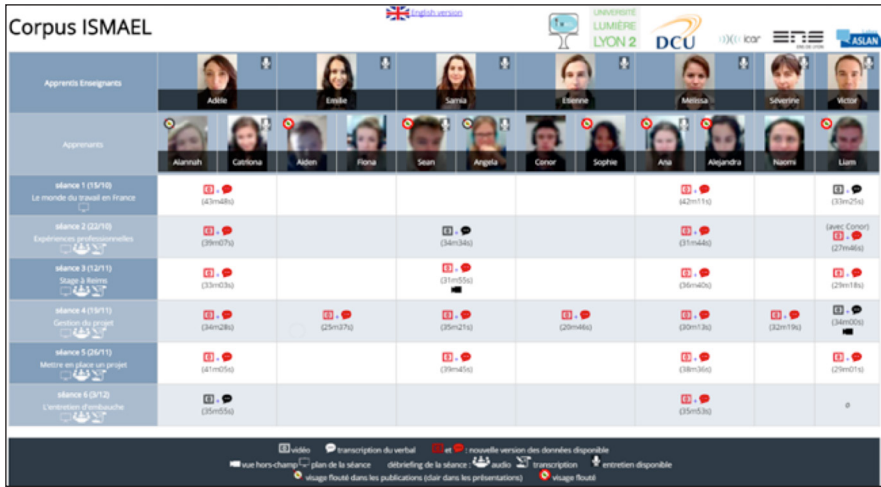 Corpus ISMAEL
English version
UNIVERSITÉ
LUMIÈRE
LYON 2
DCU
icar
ENS
ASLAN
Apprentis Enseignants
Adèle
Emilie
Samia
Etienne
Mélissa
Séverine
Victor
Apprenants
Alannah
Catriona
Aiden
Fiona
Sean
Angela
Conor
Sophie
Ana
Alejandra
Naomi
Liam
séance 1 (15/10)
Le monde du travail en France
(43m48s)
(42m11s)
(33m25s)
séance 2 (22/10)
Expériences professionnelles
(39m07s)
(34m34s)
(31m44s)
(avec Conor)
(27m46s)
séance 3 (12/11)
Stage à Reims
(33m03s)
(31m55s)
(36m40s)
(29m18s)
séance 4 (19/11)
Gestion du projet
(34m28s)
(25m37s)
(35m21s)
(20m46s)
(30m13s)
(32m19s)
(34m00s)
séance 5 (26/11)
Mettre en place un projet
(41m05s)
(39m45s)
(38m36s)
(29m01s)
séance 6 (3/12)
L'entretien d'embauche
(35m55s)
(35m53s)
vidéo transcription du verbal et : nouvelle version des données disponible
vue hors-champ plan de la séance débriefing de la séance : audio transcription entretien disponible
visage flouté dans les publications (clair dans les présentations) visage flouté